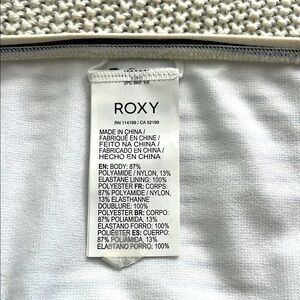 ROXY
RN 114199 / CA 52199
MADE IN CHINA /
FABRIQUÉ EN CHINE /
FEITO NA CHINA /
FABRICADO EN CHINA /
HECHO EN CHINA
EN: BODY: 87%
POLYAMIDE / NYLON, 13%
ELASTANE LINING: 100%
POLYESTER FR: CORPS:
87% POLYAMIDE / NYLON,
13% ELASTHANNE
DOUBLURE: 100%
POLYESTER BR: CORPO:
87% POLIAMIDA, 13%
ELASTANO FORRO: 100%
POLIÉSTER ES: CUERPO:
87% POLIAMIDA, 13%
ELASTANO FORRO: 100%